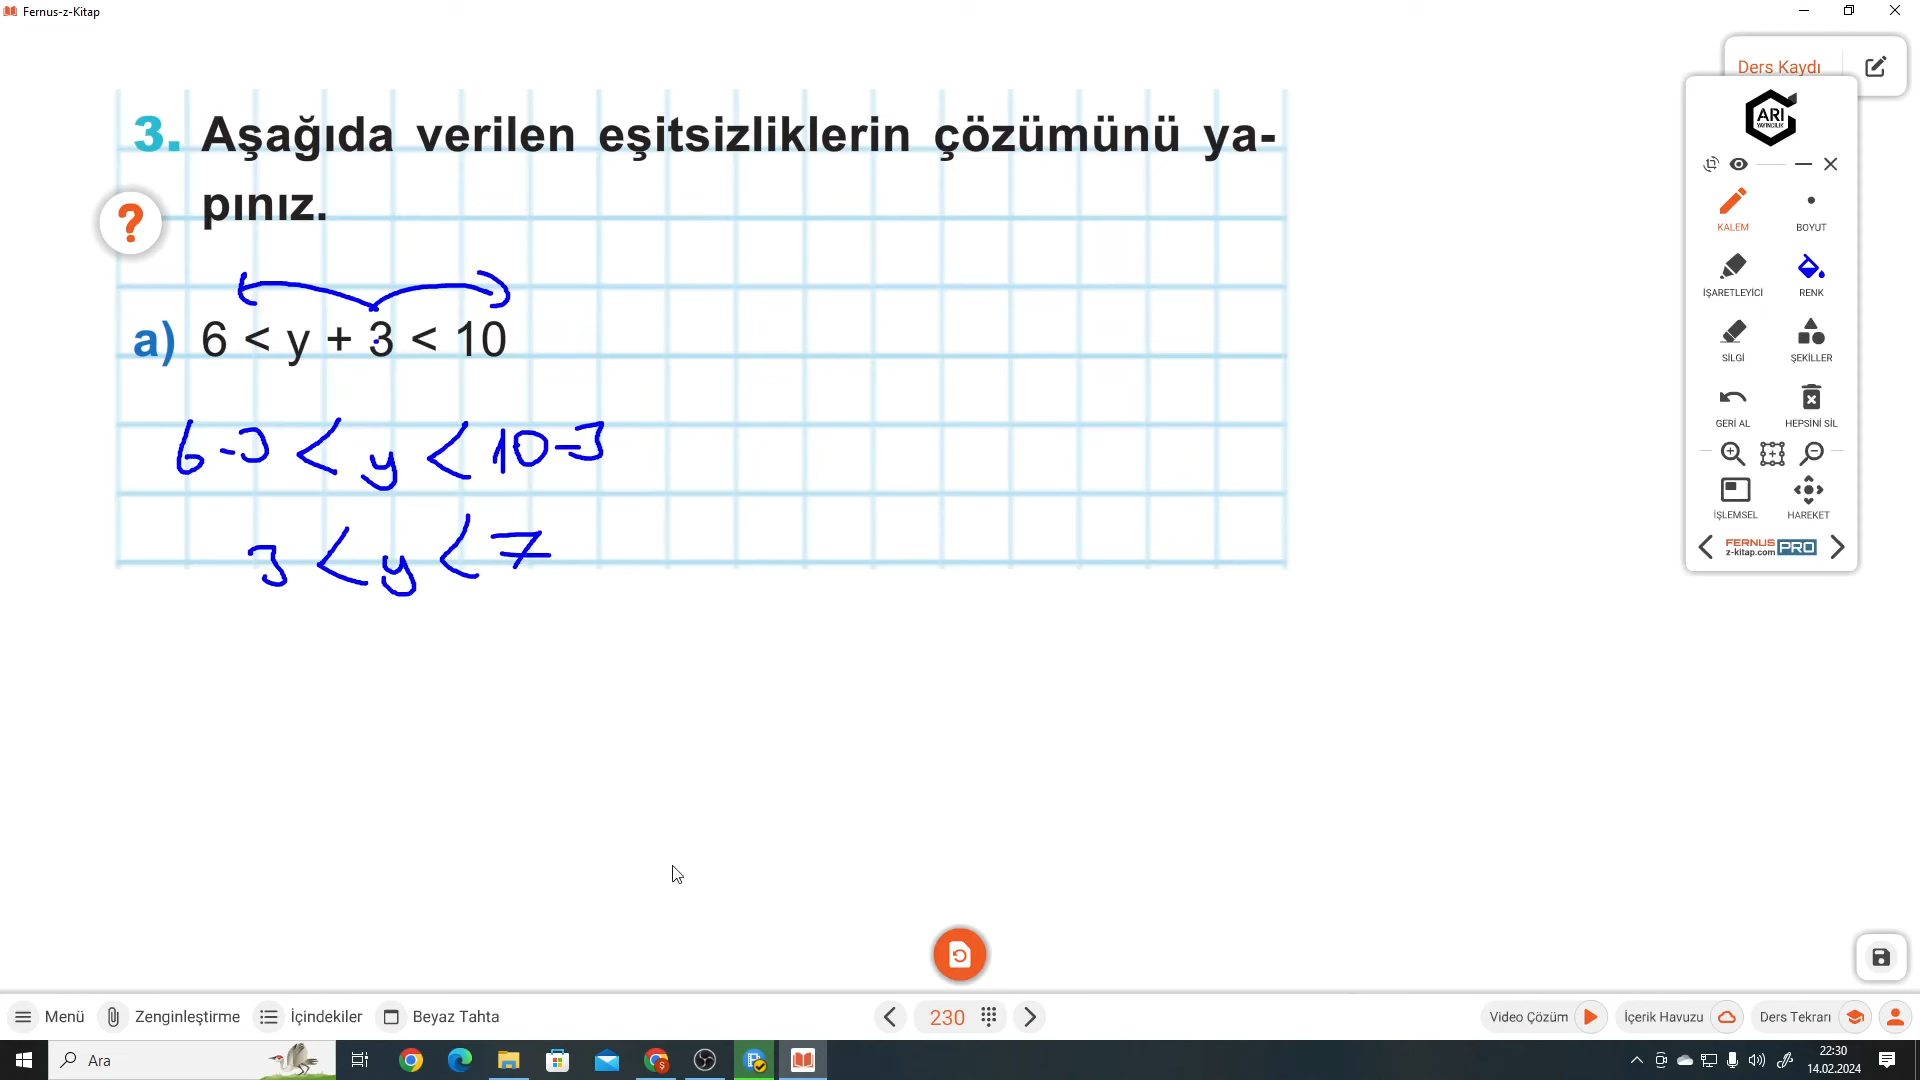 Fernus-z-Kitap
Ders Kaydı
ARI
YAYINCILIK
3. Aşağıda verilen eşitsizliklerin çözümünü ya-
pınız.
?
a) 6 < y + 3 < 10
6-3 < y < 10-3
3 < y < 7
KALEM BOYUT
İŞARETLEYİCİ RENK
SİLGİ ŞEKİLLER
GERİ AL HEPSİNİ SİL
İŞLEMSEL HAREKET
FERNUS
z-kitap.com PRO
Menü Zenginleştirme İçindekiler Beyaz Tahta 230 Video Çözüm İçerik Havuzu Ders Tekrarı
Ara
22:30
14.02.2024